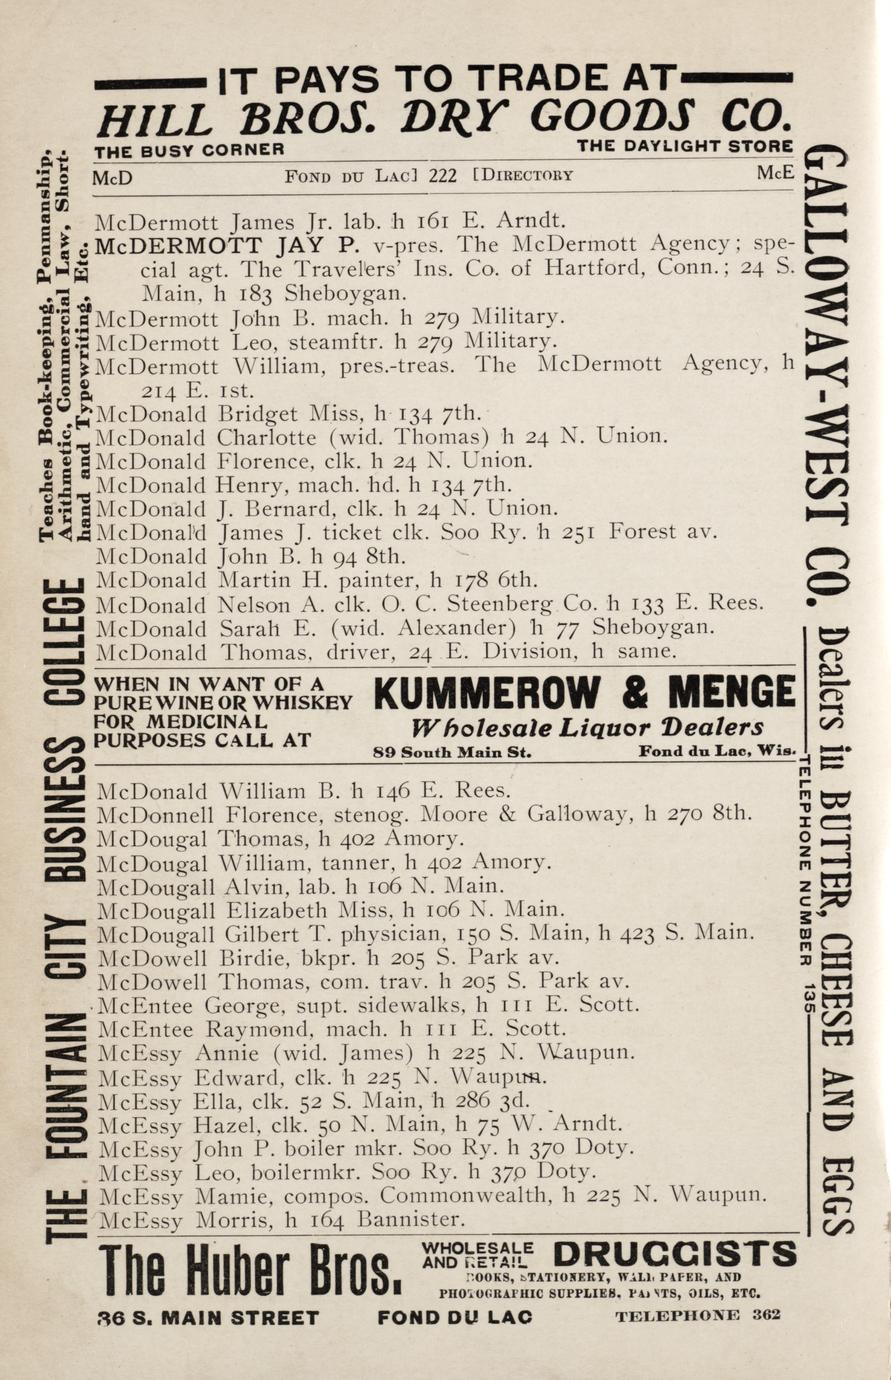 IT PAYS TO TRADE AT
HILL BROS. DRY GOODS CO.
THE BUSY CORNER THE DAYLIGHT STORE
McD FOND DU LAC] 222 [DIRECTORY McE
McDermott James Jr. lab. h 161 E. Arndt.
McDERMOTT JAY P. v-pres. The McDermott Agency; spe-
cial agt. The Travelers' Ins. Co. of Hartford, Conn.; 24 S.
Main, h 183 Sheboygan.
McDermott John B. mach. h 279 Military.
McDermott Leo, steamftr. h 279 Military.
McDermott William, pres.-treas. The McDermott Agency, h
214 E. 1st.
McDonald Bridget Miss, h 134 7th.
McDonald Charlotte (wid. Thomas) h 24 N. Union.
McDonald Florence, clk. h 24 N. Union.
McDonald Henry, mach. hd. h 134 7th.
McDonald J. Bernard, clk. h 24 N. Union.
McDonald James J. ticket clk. Soo Ry. h 251 Forest av.
McDonald John B. h 94 8th.
McDonald Martin H. painter, h 178 6th.
McDonald Nelson A. clk. O. C. Steenberg Co. h 133 E. Rees.
McDonald Sarah E. (wid. Alexander) h 77 Sheboygan.
McDonald Thomas, driver, 24 E. Division, h same.
WHEN IN WANT OF A
PURE WINE OR WHISKEY
FOR MEDICINAL
PURPOSES CALL AT
KUMMEROW & MENGE
Wholesale Liquor Dealers
89 South Main St. Fond du Lac, Wis.
McDonald William B. h 146 E. Rees.
McDonnell Florence, stenog. Moore & Galloway, h 270 8th.
McDougal Thomas, h 402 Amory.
McDougal William, tanner, h 402 Amory.
McDougall Alvin, lab. h 106 N. Main.
McDougall Elizabeth Miss, h 106 N. Main.
McDougall Gilbert T. physician, 150 S. Main, h 423 S. Main.
McDowell Birdie, bkpr. h 205 S. Park av.
McDowell Thomas, com. trav. h 205 S. Park av.
McEntee George, supt. sidewalks, h 111 E. Scott.
McEntee Raymond, mach. h 111 E. Scott.
McEssy Annie (wid. James) h 225 N. Waupun.
McEssy Edward, clk. h 225 N. Waupun.
McEssy Ella, clk. 52 S. Main, h 286 3d.
McEssy Hazel, clk. 50 N. Main, h 75 W. Arndt.
McEssy John P. boiler mkr. Soo Ry. h 370 Doty.
McEssy Leo, boilermkr. Soo Ry. h 370 Doty.
McEssy Mamie, compos. Commonwealth, h 225 N. Waupun.
McEssy Morris, h 164 Bannister.
The Huber Bros. WHOLESALE AND RETAIL DRUGGISTS
BOOKS, STATIONERY, WALL PAPER, AND
PHOTOGRAPHIC SUPPLIES, PAINTS, OILS, ETC.
36 S. MAIN STREET FOND DU LAC TELEPHONE 362
THE FOUNTAIN CITY BUSINESS COLLEGE
Teaches Book-keeping, Penmanship,
Arithmetic, Commercial Law, Short-
hand and Typewriting, Etc.
GALLOWAY-WEST CO. Dealers in BUTTER, CHEESE AND EGGS
TELEPHONE NUMBER 135